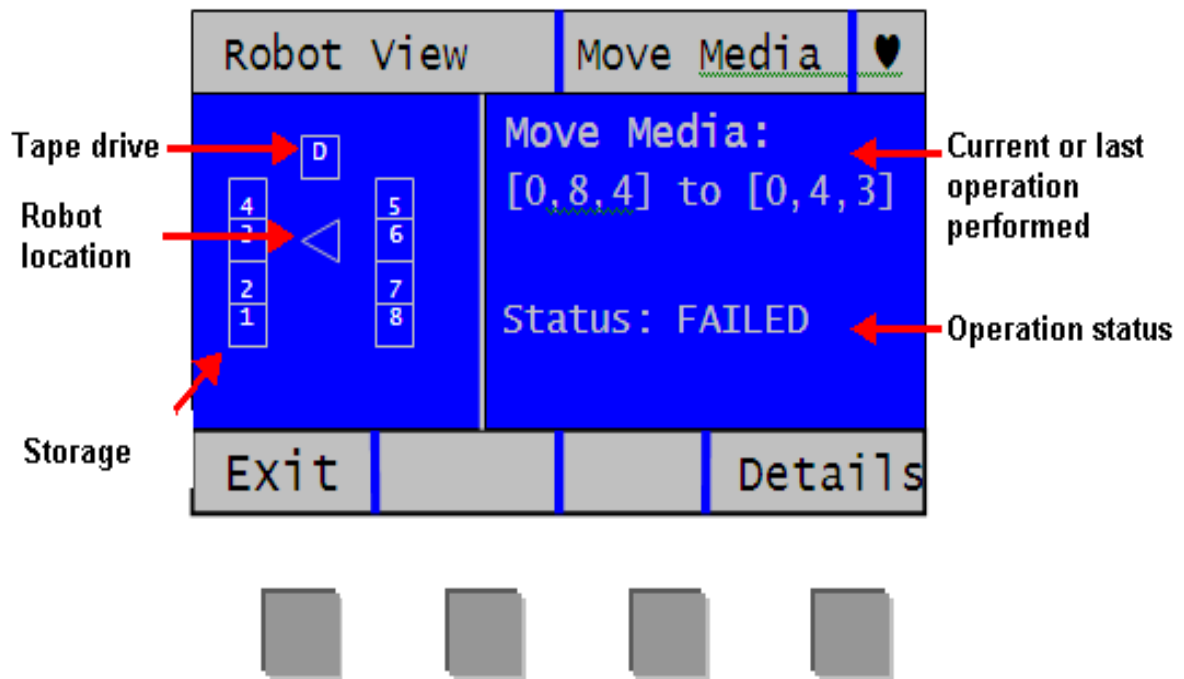 Robot View
Move Media ♥
Tape drive
D
Move Media:
[0,8,4] to [0,4,3]
Current or last
operation
performed
Robot
location
4
3
2
1
5
6
7
8
Status: FAILED
Operation status
Storage
Exit
Details